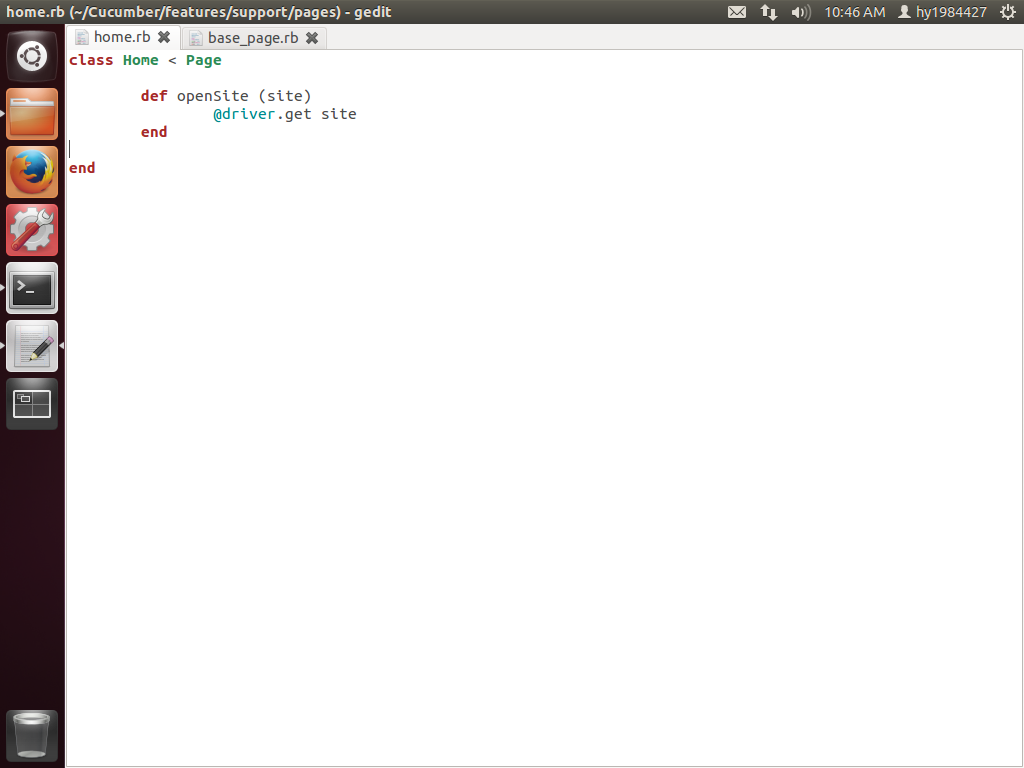 home.rb (~/Cucumber/features/support/pages) - gedit
10:46 AM
hy1984427
home.rb
base_page.rb
class Home < Page
def openSite (site)
@driver.get site
end
end